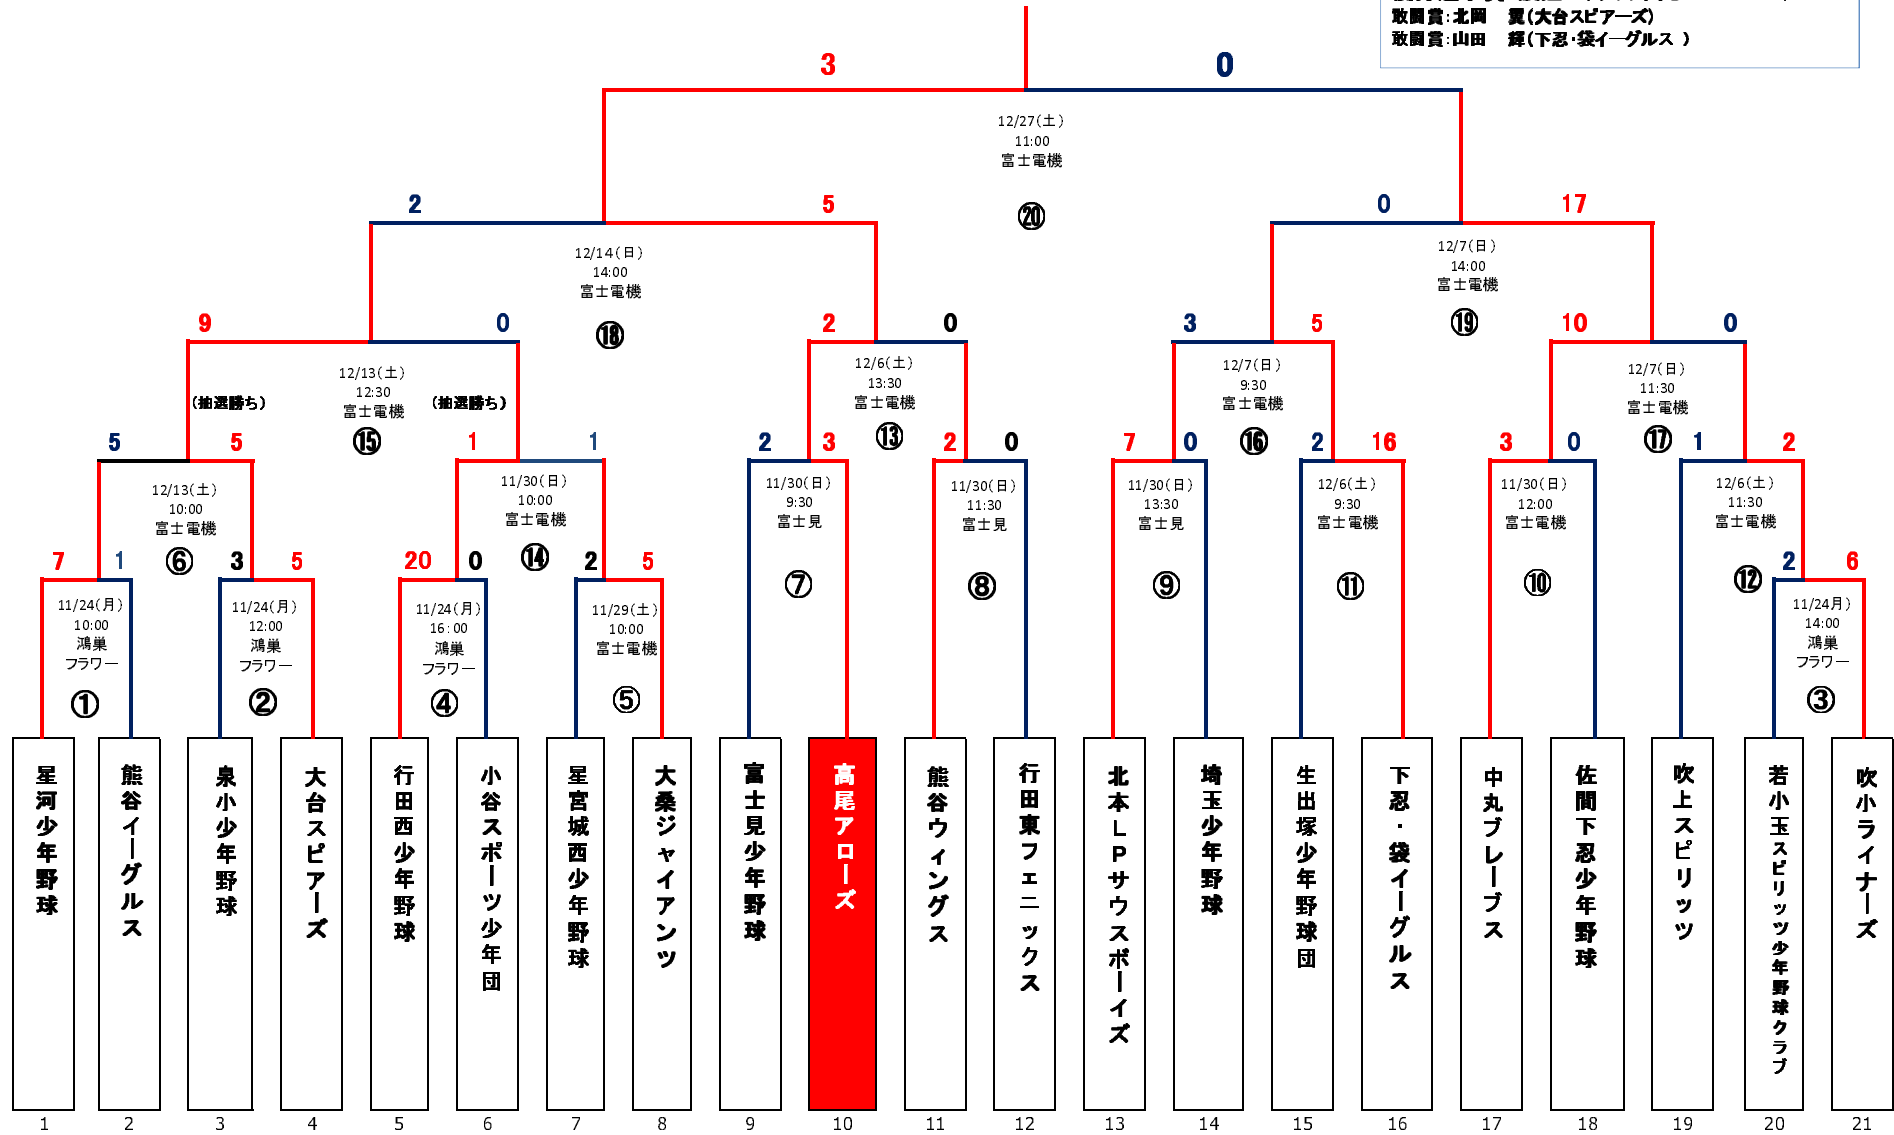 敢闘賞:北岡 翼(大台スピアーズ)
敢闘賞:山田 輝(下忍・袋イーグルス )
3 0
12/27(土)
11:00
富士電機
⑳
2 5 0 17
12/14(日)
14:00
富士電機
⑱
12/7(日)
14:00
富士電機
⑲
9 0 2 0 3 5 10 0
12/13(土)
12:30
富士電機
⑮
(抽選勝ち) (抽選勝ち)
12/6(土)
13:30
富士電機
⑬
12/7(日)
9:30
富士電機
⑯
12/7(日)
11:30
富士電機
⑰
5 5 1 1 2 3 2 0 7 0 2 16 3 0 1 2
12/13(土)
10:00
富士電機
⑥
11/30(日)
10:00
富士電機
⑭
11/30(日)
9:30
富士見
⑦
11/30(日)
11:30
富士見
⑧
11/30(日)
13:30
富士見
⑨
12/6(土)
9:30
富士電機
⑪
11/30(日)
12:00
富士電機
⑩
12/6(土)
11:30
富士電機
⑫
7 1 3 5 20 0 2 5 2 6
11/24(月)
10:00
鴻巣
フラワー
①
11/24(月)
12:00
鴻巣
フラワー
②
11/24(月)
16:00
鴻巣
フラワー
④
11/29(土)
10:00
富士電機
⑤
11/24月)
14:00
鴻巣
フラワー
③
星河少年野球
熊谷イーグルス
泉小少年野球
大台スピアーズ
行田西少年野球
小谷スポーツ少年団
星宮城西少年野球
大桑ジャイアンツ
富士見少年野球
高尾アローズ
熊谷ウィングス
行田東フェニックス
北本LPサウスボーイズ
埼玉少年野球
生出塚少年野球団
下忍・袋イーグルス
中丸ブレーブス
佐間下忍少年野球
吹上スピリッツ
若小玉スピリッツ少年野球クラブ
吹小ライナーズ
1 2 3 4 5 6 7 8 9 10 11 12 13 14 15 16 17 18 19 20 21